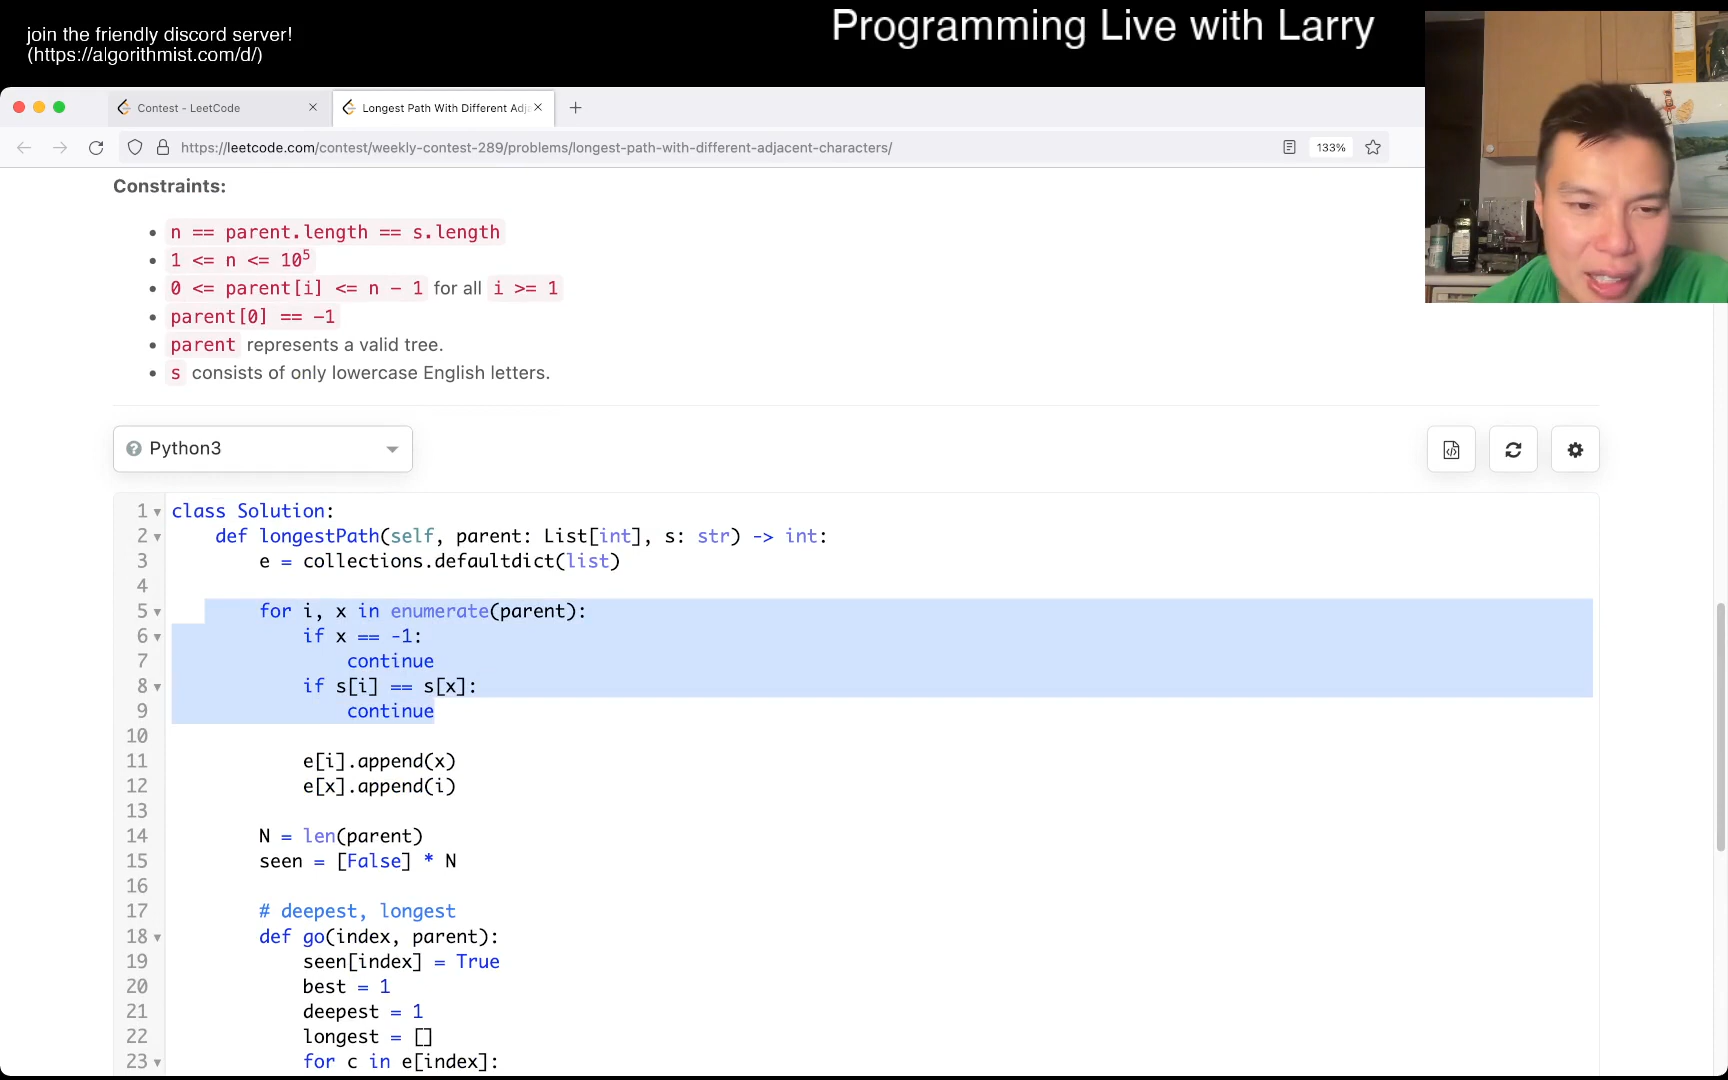 join the friendly discord server!
(https://algorithmist.com/d/)
Programming Live with Larry
Contest - LeetCode
Longest Path With Different Adj
https://leetcode.com/contest/weekly-contest-289/problems/longest-path-with-different-adjacent-characters/
133%
Constraints:
n == parent.length == s.length
1 <= n <= 10⁵
0 <= parent[i] <= n - 1 for all i >= 1
parent[0] == -1
parent represents a valid tree.
s consists of only lowercase English letters.
Python3
1 class Solution:
2 def longestPath(self, parent: List[int], s: str) -> int:
3 e = collections.defaultdict(list)
4
5 for i, x in enumerate(parent):
6 if x == -1:
7 continue
8 if s[i] == s[x]:
9 continue
10
11 e[i].append(x)
12 e[x].append(i)
13
14 N = len(parent)
15 seen = [False] * N
16
17 # deepest, longest
18 def go(index, parent):
19 seen[index] = True
20 best = 1
21 deepest = 1
22 longest = []
23 for c in e[index]: